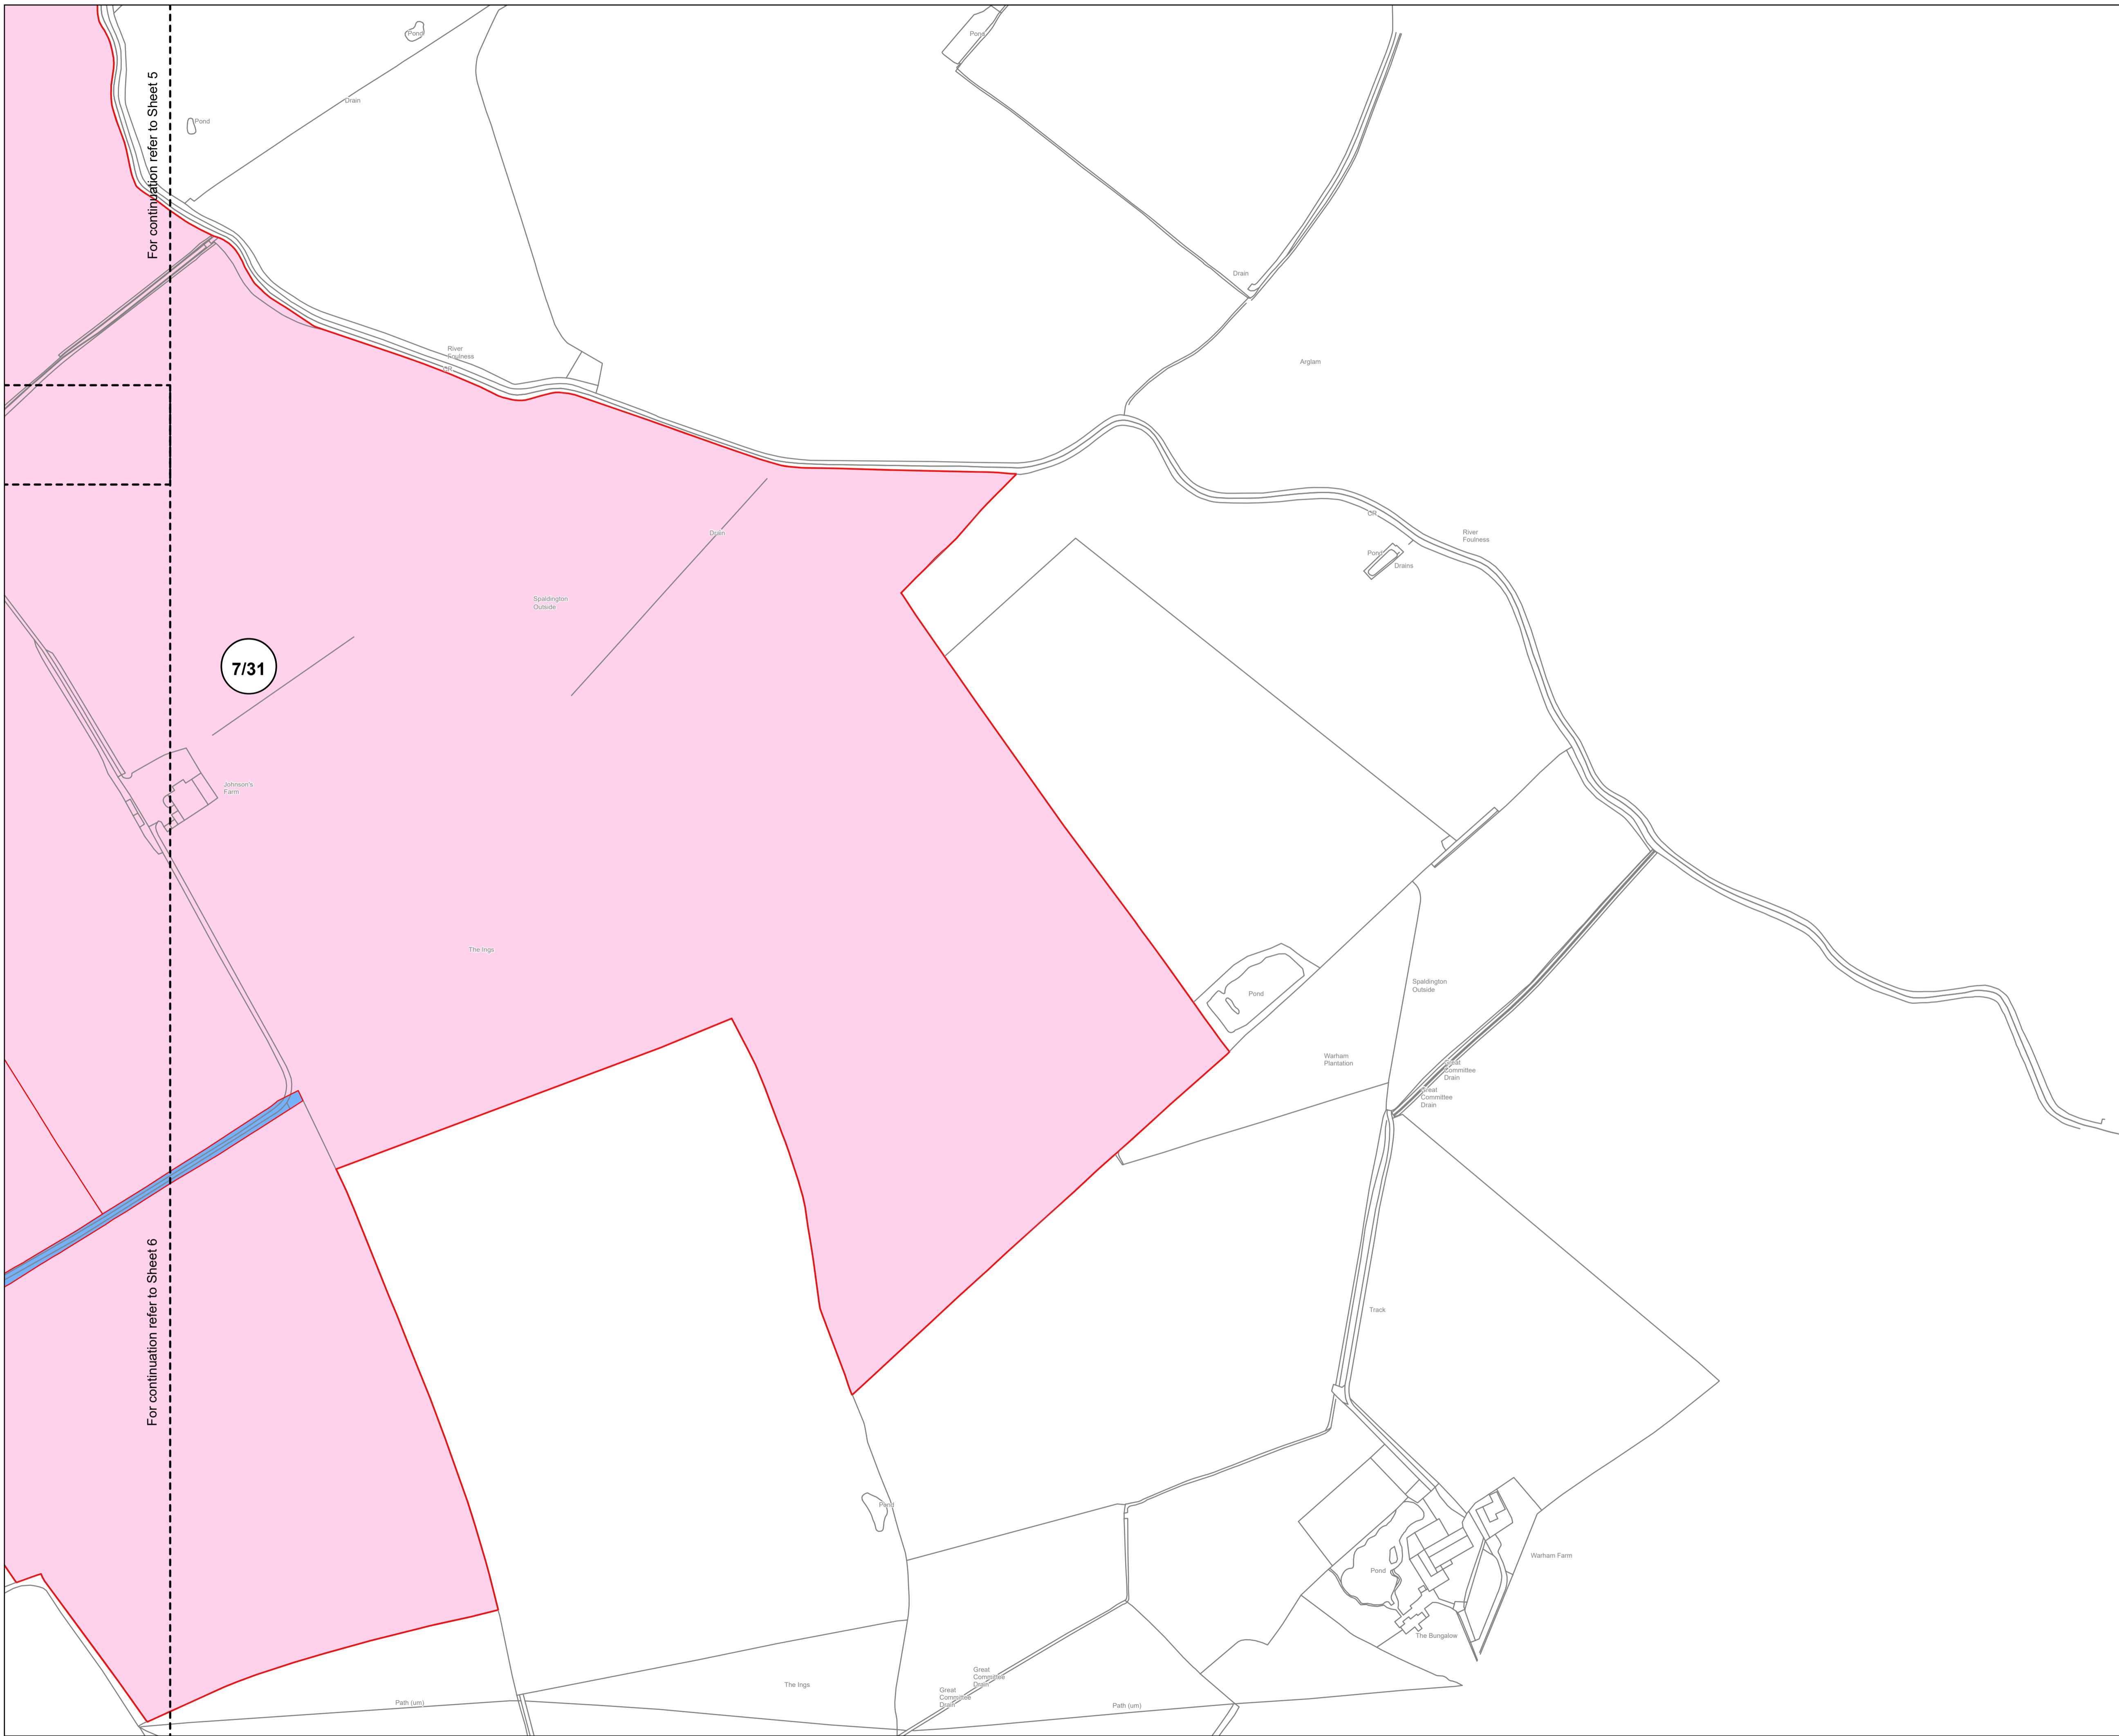 Pond
Pond
For continuation refer to Sheet 5
Drain
Pond
Drain
River
Foulness
CR
Arglam
CR
River
Foulness
Drain
Pond
Drains
Spaldington
Outside
7/31
Johnson's
Farm
The Ings
Spaldington
Outside
Pond
Warham
Plantation
Great
Committee
Drain
Great
Committee
Drain
For continuation refer to Sheet 6
Track
Pond
Warham Farm
Pond
The Bungalow
Great
Committee
Drain
The Ings
Great
Committee
Drain
Path (um)
Path (um)